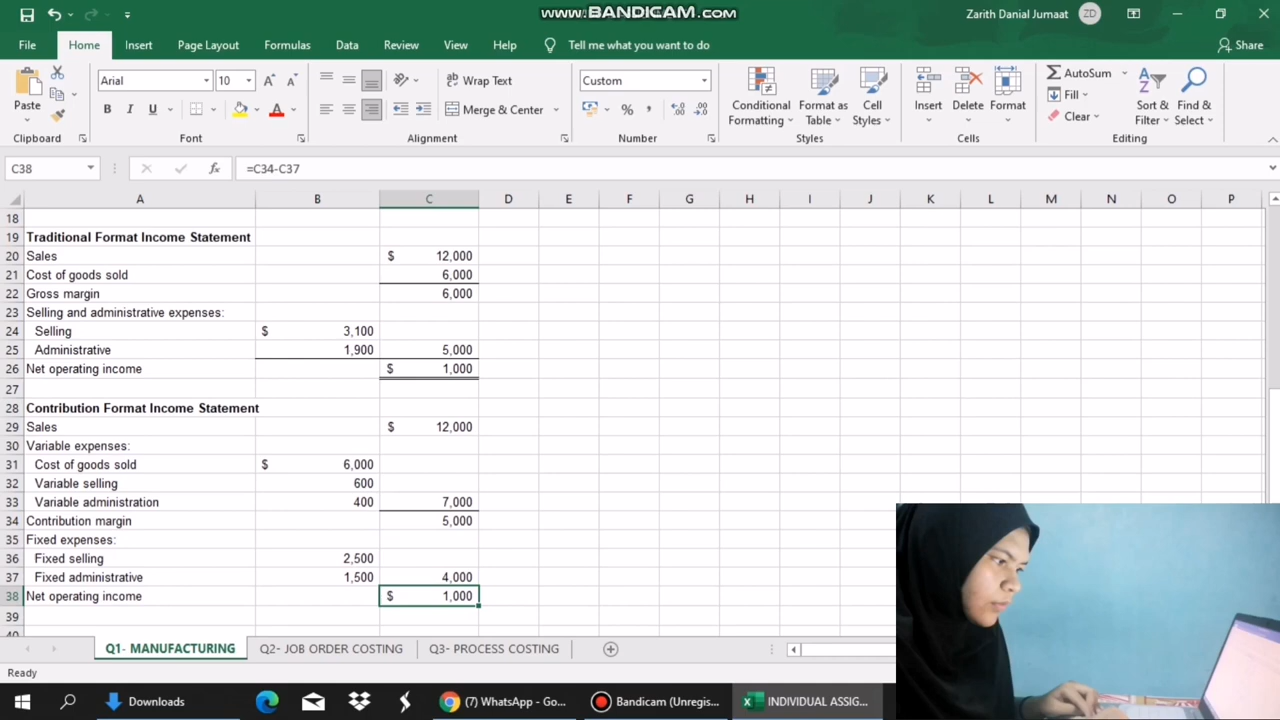 www.BANDICAM.com
Zarith Danial Jumaat ZD
File Home Insert Page Layout Formulas Data Review View Help Tell me what you want to do Share
Paste
Clipboard
Arial 10
B I U A
Font
Wrap Text
Merge & Center
Alignment
Custom
%
Number
Conditional Formatting
Format as Table
Cell Styles
Styles
Insert Delete Format
Cells
AutoSum
Fill
Clear
Sort & Filter
Find & Select
Editing
C38 fx =C34-C37
A B C D E F G H I J K L M N O P
18
19 Traditional Format Income Statement
20 Sales $ 12,000
21 Cost of goods sold 6,000
22 Gross margin 6,000
23 Selling and administrative expenses:
24 Selling $ 3,100
25 Administrative 1,900 5,000
26 Net operating income $ 1,000
27
28 Contribution Format Income Statement
29 Sales $ 12,000
30 Variable expenses:
31 Cost of goods sold $ 6,000
32 Variable selling 600
33 Variable administration 400 7,000
34 Contribution margin 5,000
35 Fixed expenses:
36 Fixed selling 2,500
37 Fixed administrative 1,500 4,000
38 Net operating income $ 1,000
39
40
Q1- MANUFACTURING Q2- JOB ORDER COSTING Q3- PROCESS COSTING
Ready
Downloads (7) WhatsApp - Go... Bandicam (Unregis... INDIVIDUAL ASSIG...